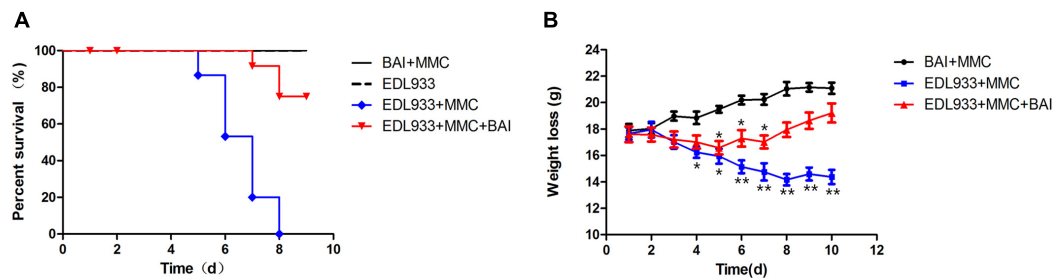 A
Percent survival (%)
100
80
60
40
20
0
0 2 4 6 8 10
Time (d)
BAI+MMC
EDL933
EDL933+MMC
EDL933+MMC+BAI
B
Weight loss (g)
24
22
20
18
16
14
12
10
0 2 4 6 8 10 12
Time(d)
* * *
* * ** ** ** ** **
BAI+MMC
EDL933+MMC
EDL933+MMC+BAI